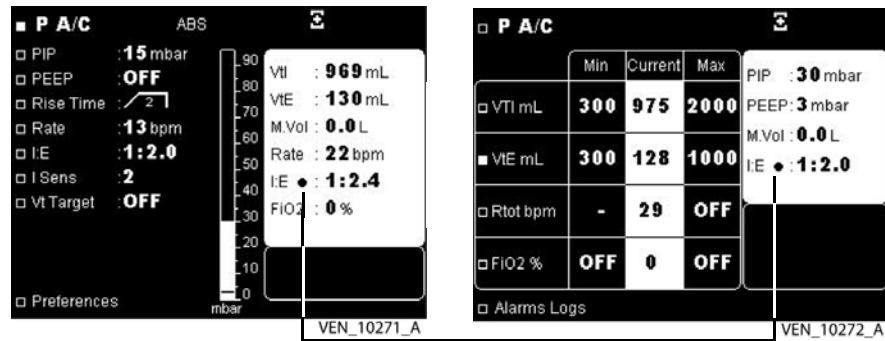 P A/C ABS
PIP :15 mbar
PEEP :OFF
Rise Time : 2
Rate :13 bpm
I:E :1:2.0
I Sens :2
Vt Target :OFF
Preferences
90
80
70
60
50
40
30
20
10
0
mbar
VtI : 969 mL
VtE : 130 mL
M.Vol : 0.0 L
Rate : 22 bpm
I:E : 1:2.4
FiO2 : 0 %
VEN_10271_A
P A/C
Min Current Max
VTI mL 300 975 2000
VtE mL 300 128 1000
Rtot bpm - 29 OFF
FiO2 % OFF 0 OFF
Alarms Logs
PIP : 30 mbar
PEEP: 3 mbar
M.Vol : 0.0 L
I:E : 1:2.0
VEN_10272_A